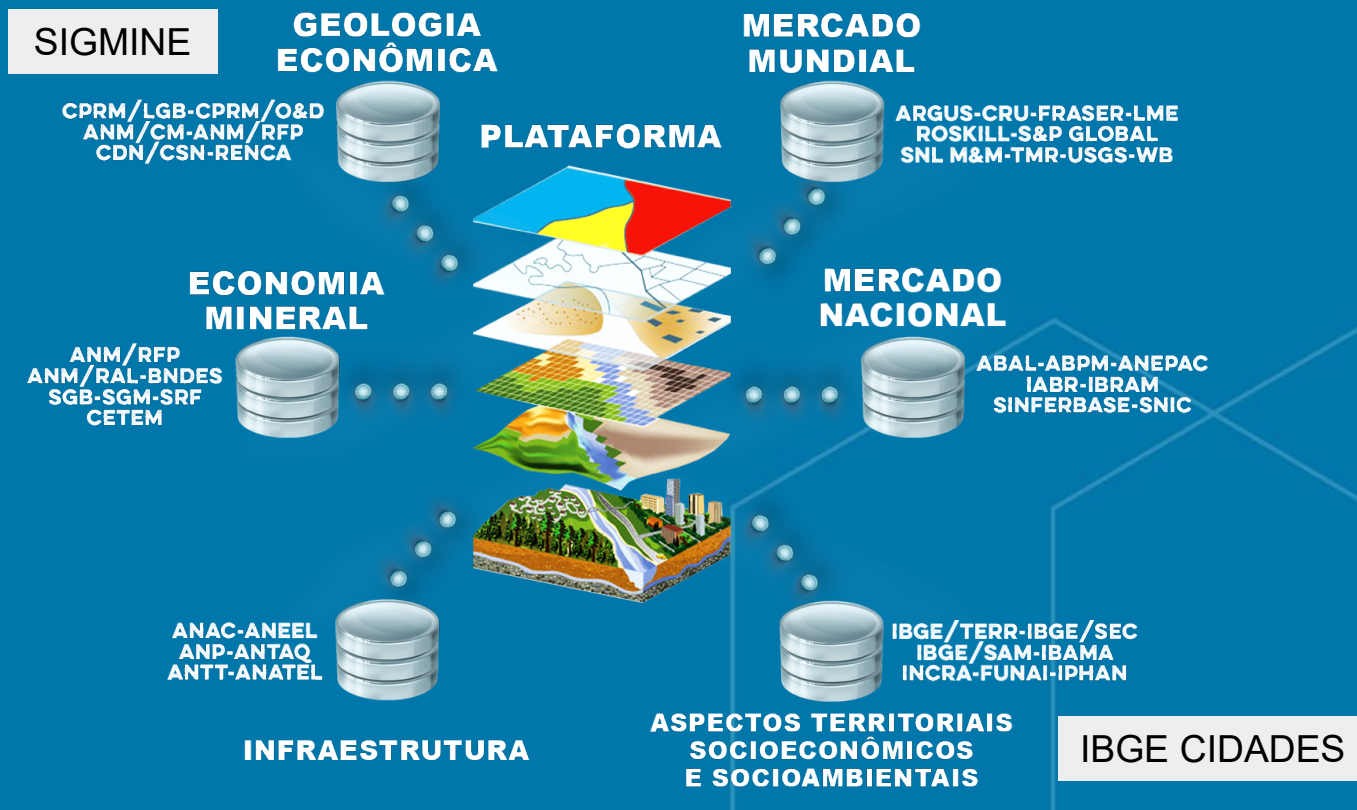 SIGMINE
GEOLOGIA
ECONÔMICA
CPRM/LGB-CPRM/O&D
ANM/CM-ANM/RFP
CDN/CSN-RENCA
MERCADO
MUNDIAL
ARGUS-CRU-FRASER-LME
ROSKILL-S&P GLOBAL
SNL M&M-TMR-USGS-WB
PLATAFORMA
ECONOMIA
MINERAL
ANM/RFP
ANM/RAL-BNDES
SGB-SGM-SRF
CETEM
MERCADO
NACIONAL
ABAL-ABPM-ANEPAC
IABR-IBRAM
SINFERBASE-SNIC
ANAC-ANEEL
ANP-ANTAQ
ANTT-ANATEL
INFRAESTRUTURA
IBGE/TERR-IBGE/SEC
IBGE/SAM-IBAMA
INCRA-FUNAI-IPHAN
ASPECTOS TERRITORIAIS
SOCIOECONÔMICOS
E SOCIOAMBIENTAIS
IBGE CIDADES